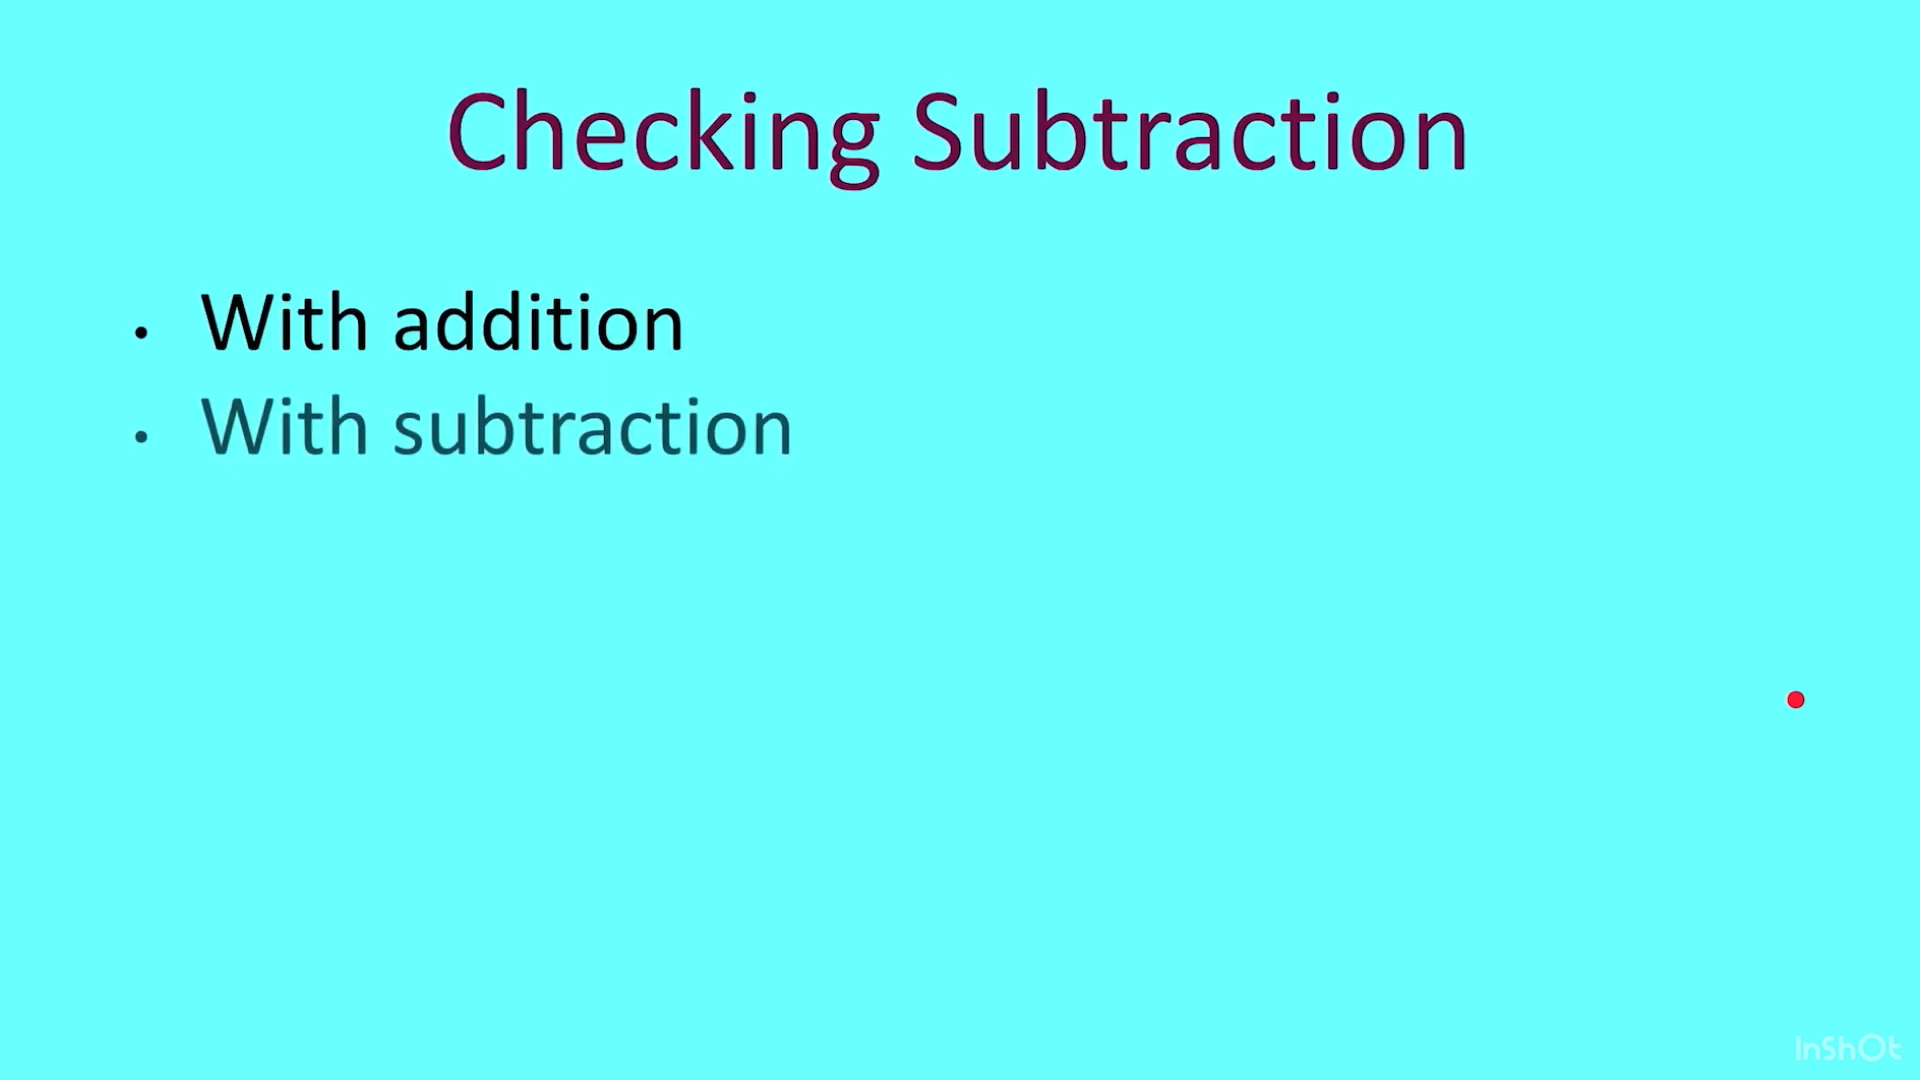 Checking Subtraction
• With addition
• With subtraction
InShOt